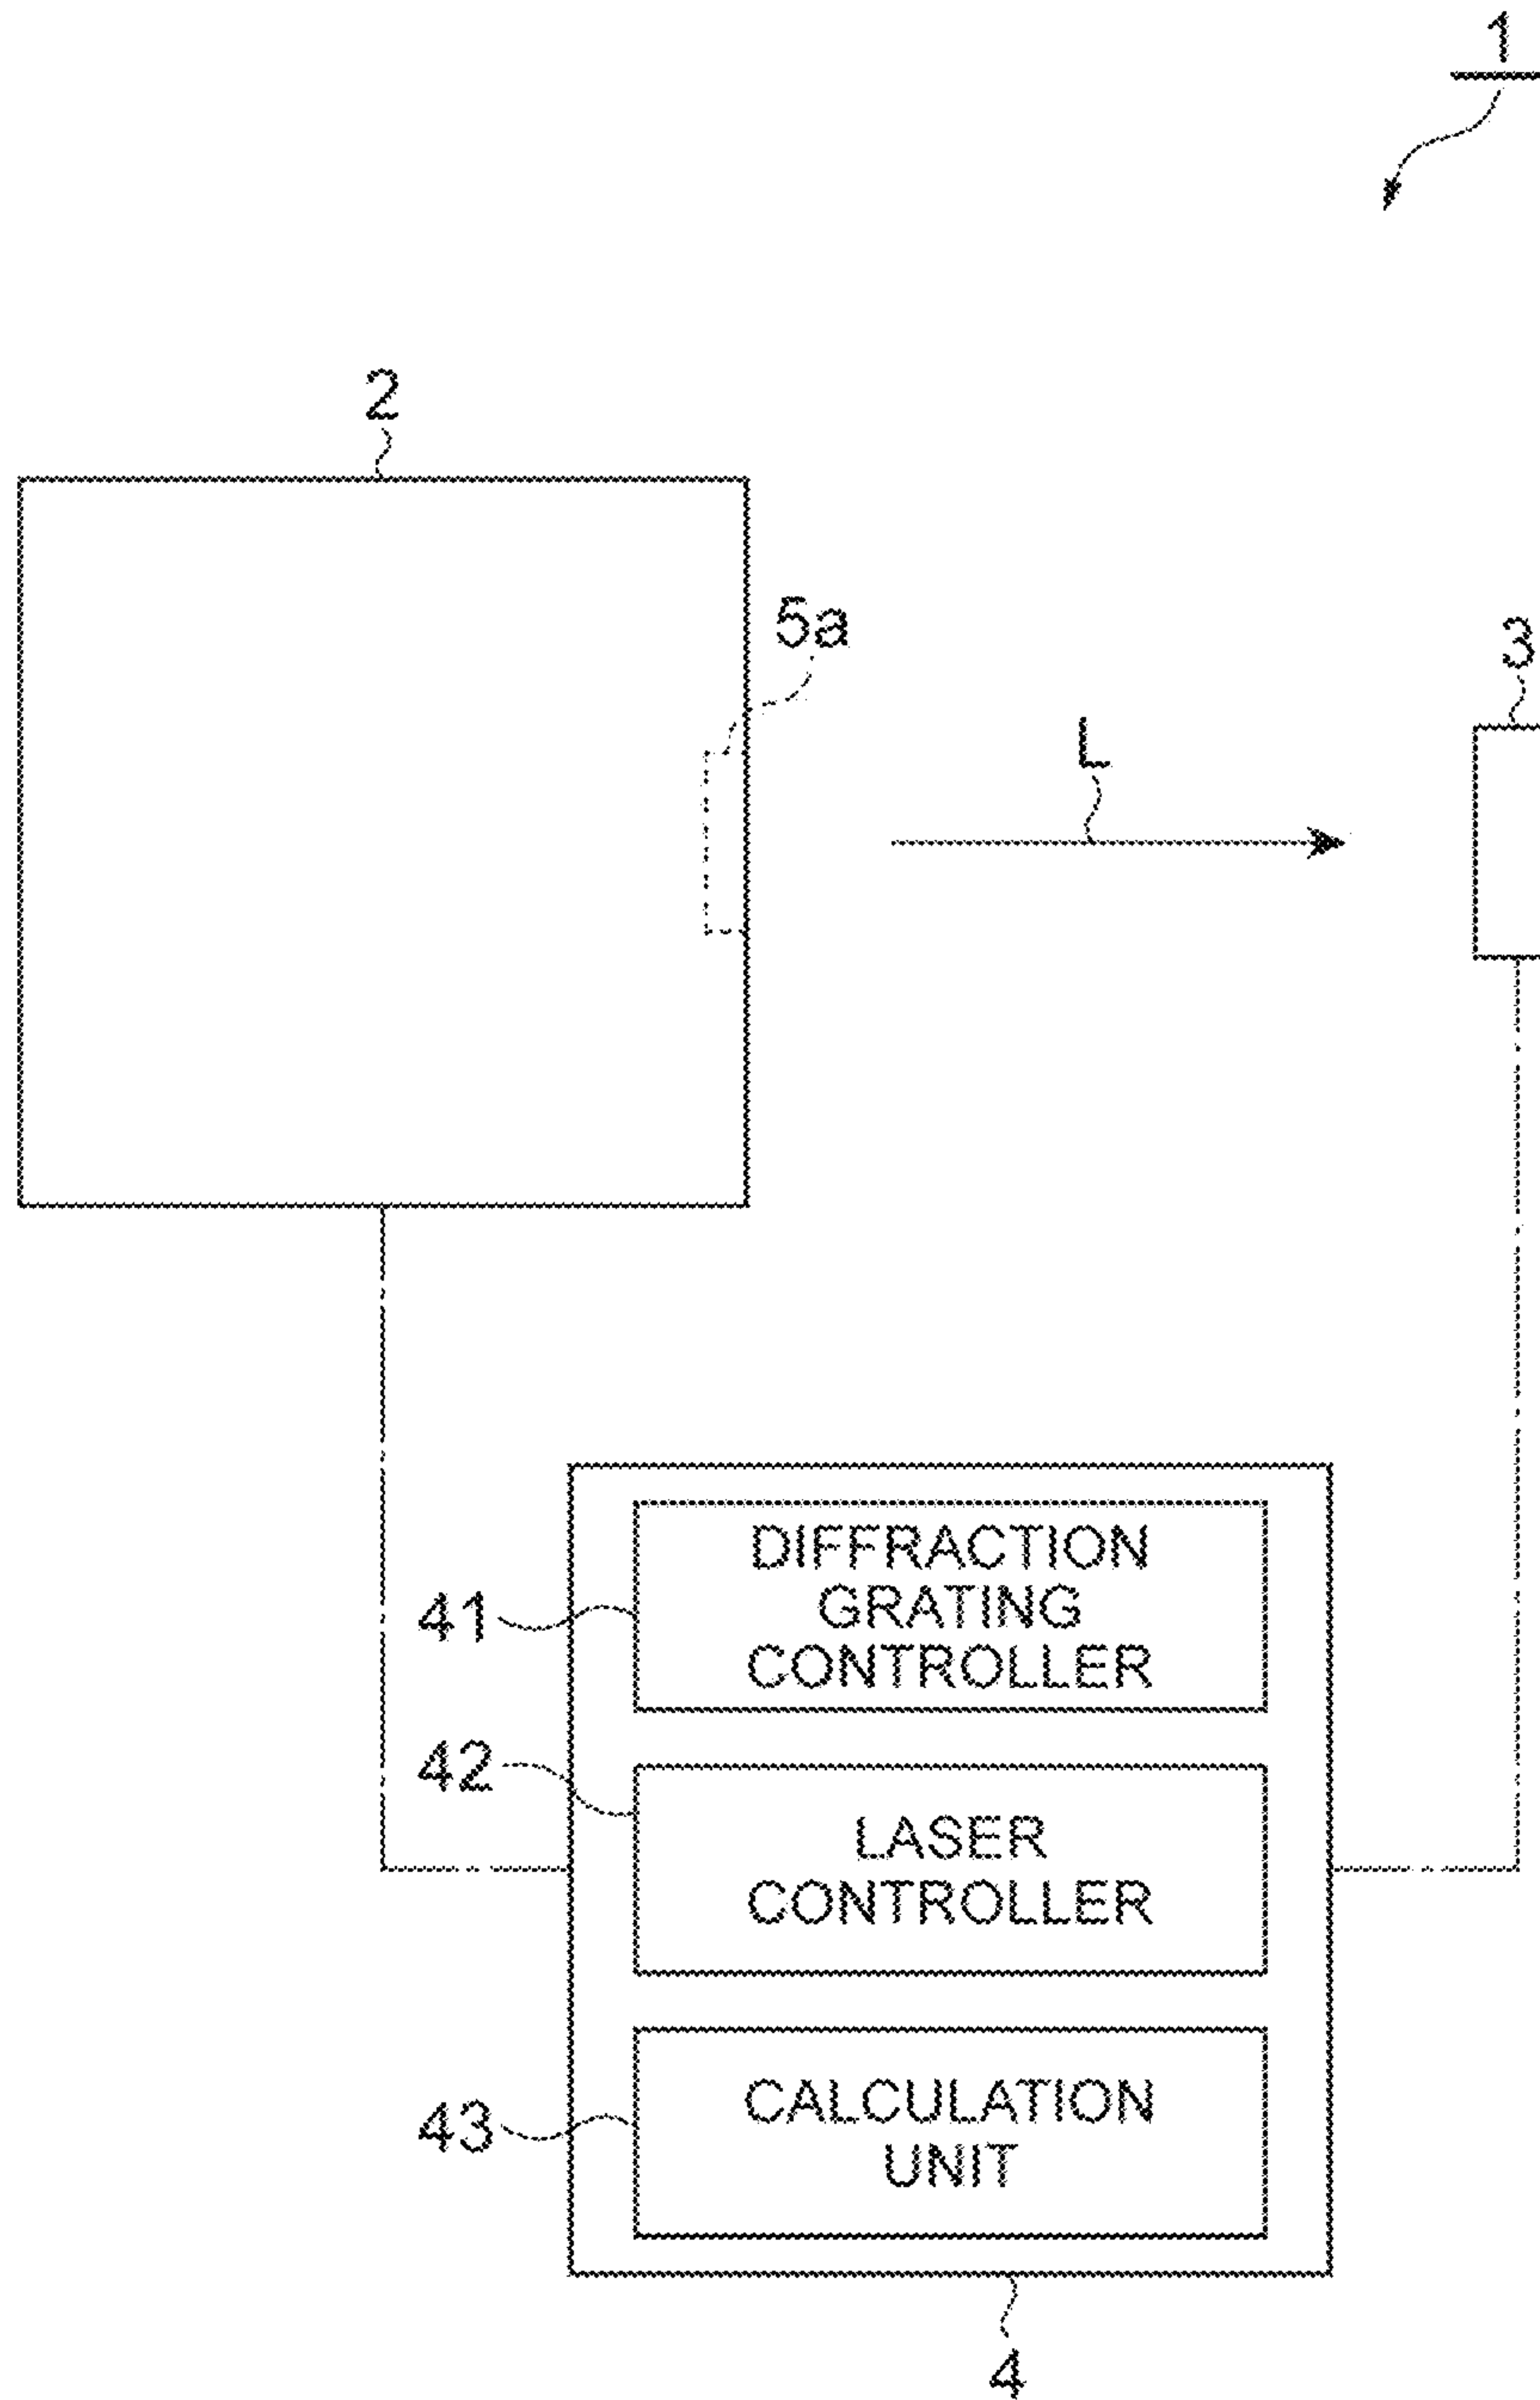 1
2
5a
L
3
DIFFRACTION
GRATING
CONTROLLER
41
42
LASER
CONTROLLER
43
CALCULATION
UNIT
4